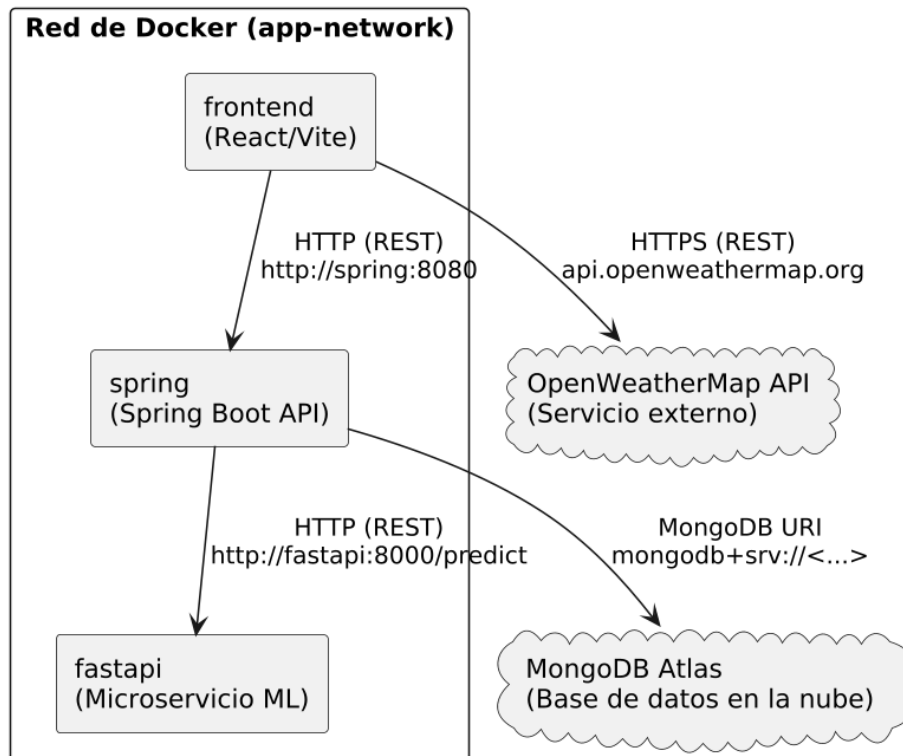 Red de Docker (app-network)
frontend
(React/Vite)
HTTP (REST)
http://spring:8080
HTTPS (REST)
api.openweathermap.org
spring
(Spring Boot API)
OpenWeatherMap API
(Servicio externo)
HTTP (REST)
http://fastapi:8000/predict
MongoDB URI
mongodb+srv://<...>
fastapi
(Microservicio ML)
MongoDB Atlas
(Base de datos en la nube)